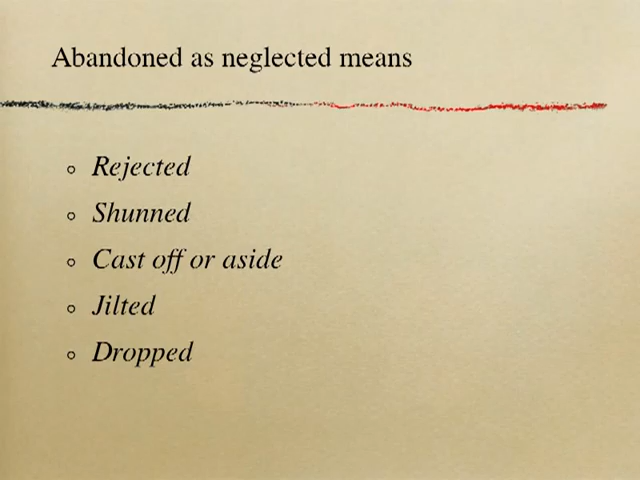 Abandoned as neglected means
Rejected
Shunned
Cast off or aside
Jilted
Dropped